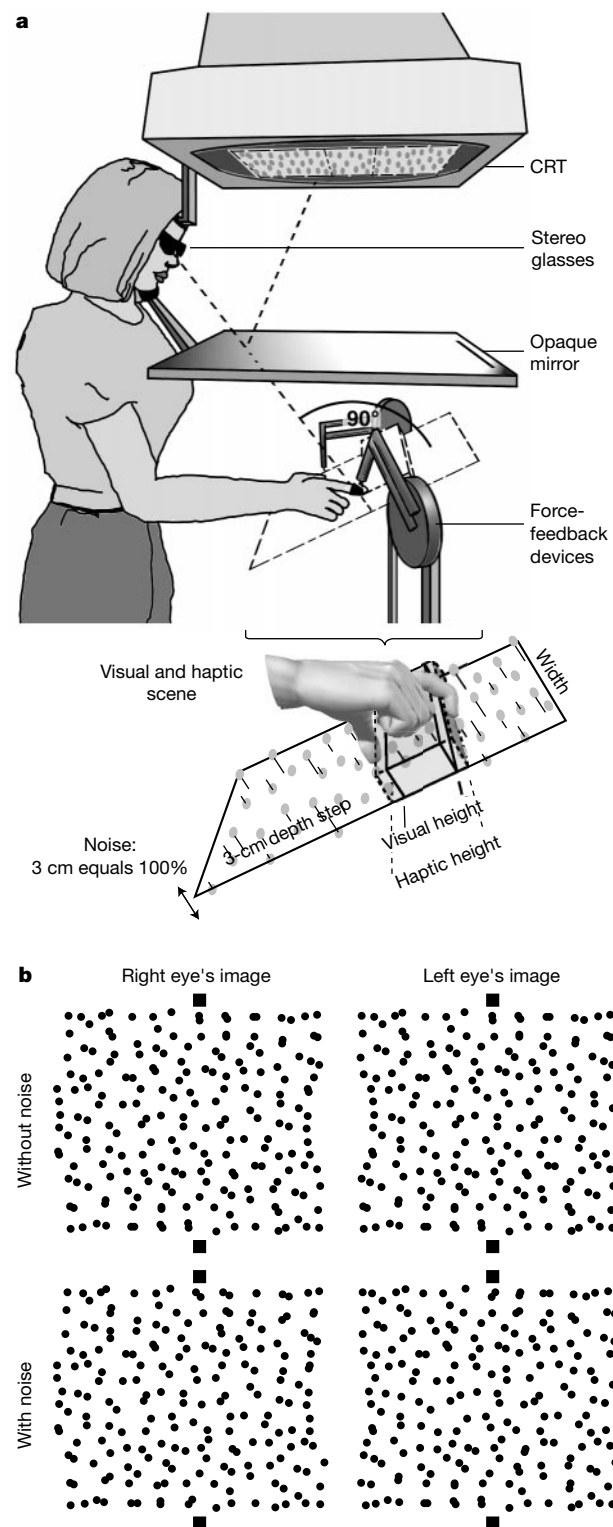 a
CRT
Stereo
glasses
Opaque
mirror
90°
Force-
feedback
devices
Visual and haptic
scene
Width
3-cm depth step
Visual height
Haptic height
Noise:
3 cm equals 100%
b
Right eye's image
Left eye's image
Without noise
With noise